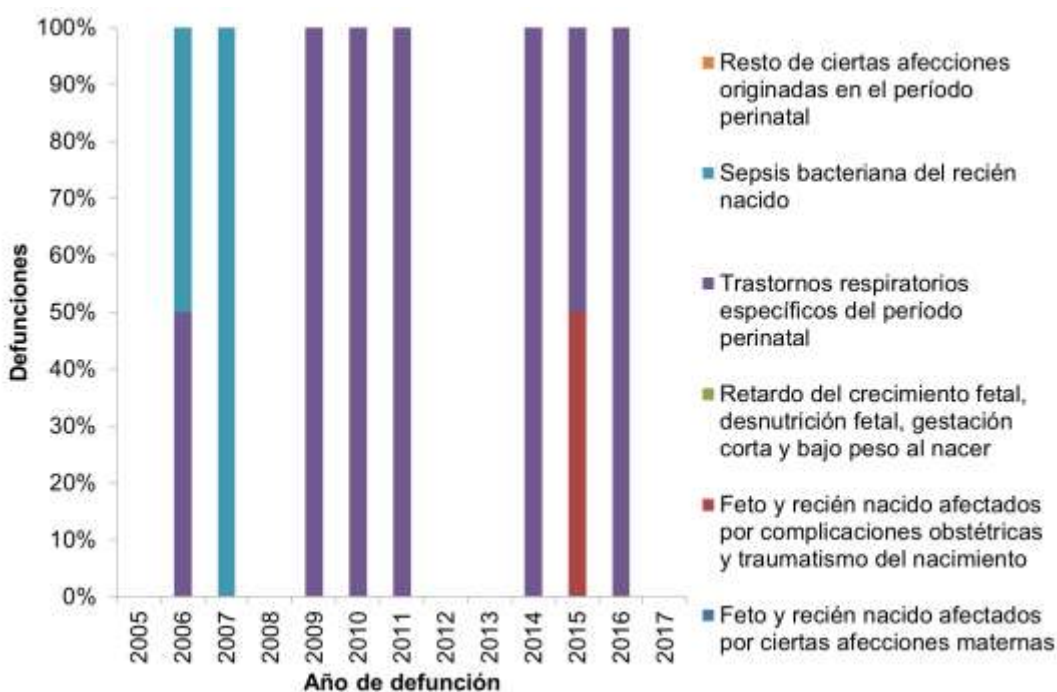 100%
90%
80%
70%
60%
50%
40%
30%
20%
10%
0%
Defunciones
2005
2006
2007
2008
2009
2010
2011
2012
2013
2014
2015
2016
2017
Año de defunción
Resto de ciertas afecciones
originadas en el período
perinatal
Sepsis bacteriana del recién
nacido
Trastornos respiratorios
específicos del período
perinatal
Retardo del crecimiento fetal,
desnutrición fetal, gestación
corta y bajo peso al nacer
Feto y recién nacido afectados
por complicaciones obstétricas
y traumatismo del nacimiento
Feto y recién nacido afectados
por ciertas afecciones maternas